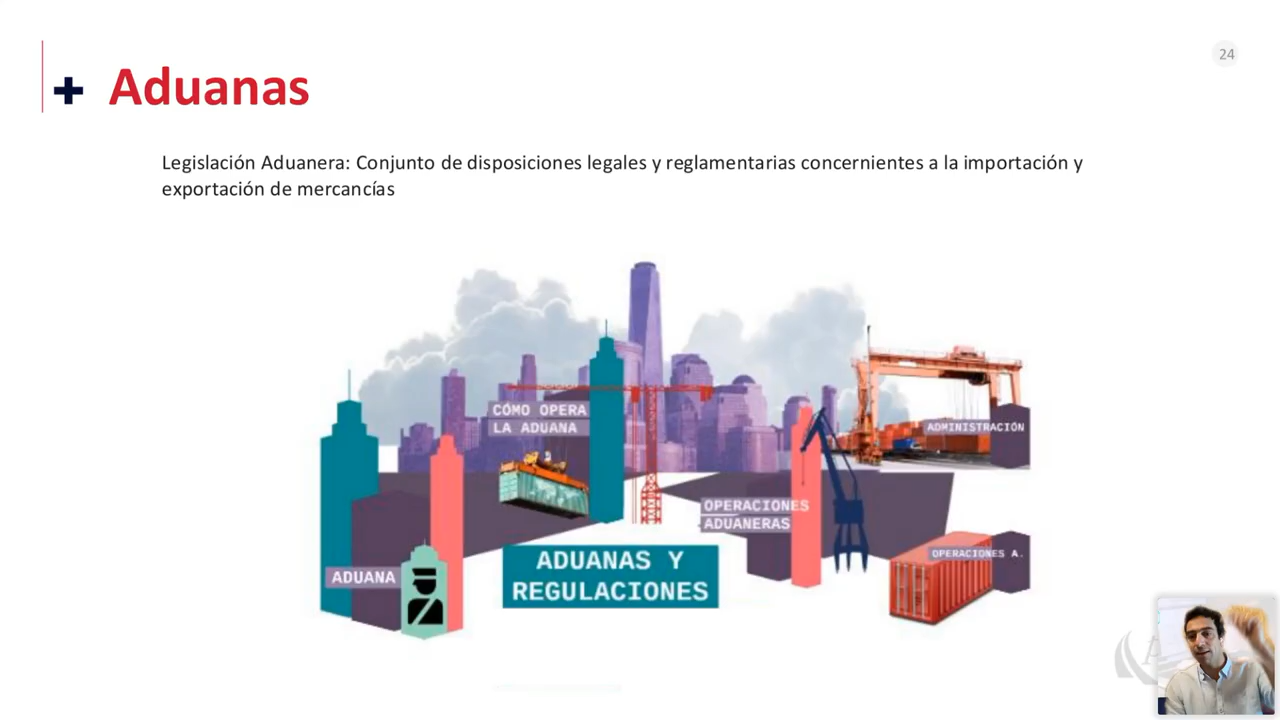 24
+ Aduanas
Legislación Aduanera: Conjunto de disposiciones legales y reglamentarias concernientes a la importación y
exportación de mercancías
CÓMO OPERA
LA ADUANA
ADMINISTRACIÓN
OPERACIONES
ADUANERAS
ADUANAS Y
REGULACIONES
OPERACIONES A.
ADUANA